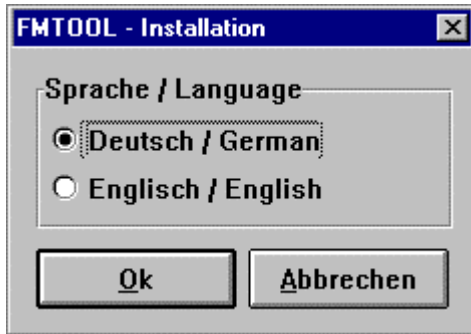 FMTOOL - Installation
Sprache / Language
Deutsch / German
Englisch / English
Ok
Abbrechen